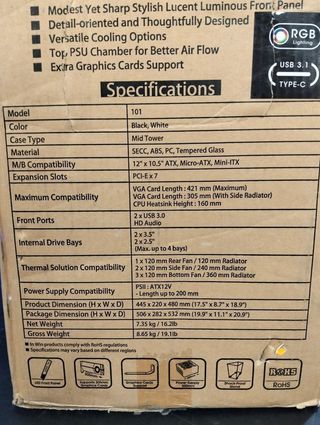 Modest Yet Sharp Stylish Lucent Luminous Front Panel
Detail-oriented and Thoughtfully Designed
Versatile Cooling Options
Top PSU Chamber for Better Air Flow
Extra Graphics Cards Support
RGB
Lighting
USB 3.1
TYPE-C
Specifications
Model 101
Color Black, White
Case Type Mid Tower
Material SECC, ABS, PC, Tempered Glass
M/B Compatibility 12" x 10,5" ATX, Micro-ATX, Mini-ITX
Expansion Slots PCI-E x 7
Maximum Compatibility VGA Card Length : 421 mm (Maximum)
VGA Card Length : 305 mm (With Side Radiator)
CPU Heatsink Height : 160 mm
Front Ports 2 x USB 3.0
HD Audio
Internal Drive Bays 2 x 3.5"
2 x 2.5"
(Max. up to 4 bays)
Thermal Solution Compatibility 1 x 120 mm Rear Fan / 120 mm Radiator
2 x 120 mm Side Fan / 240 mm Radiator
3 x 120 mm Bottom Fan / 360 mm Radiator
Power Supply Compatibility PSII : ATX12V
- Length up to 200 mm
Product Dimension (H x W x D) 445 x 220 x 480 mm (17.5" x 8.7" x 18.9")
Package Dimension (H x W x D) 506 x 282 x 532 mm (19.9" x 11.1" x 20.9")
Net Weight 7.35 kg / 16.2lb
Gross Weight 8.65 kg / 19.1lb
In Win products comply with RoHS regulations
Specifications may vary based on different regions
LED Front Panel
Graphics Cards
Support
Power Supply
RoHS
RoHS